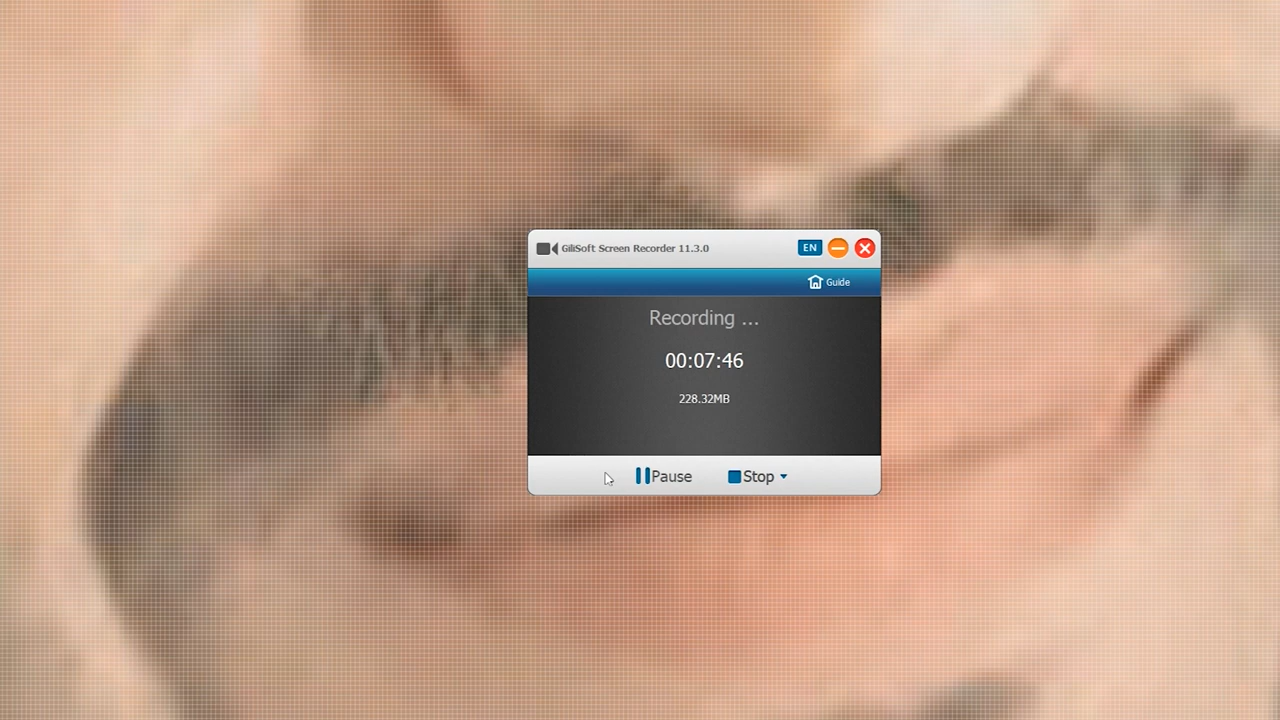 GiliSoft Screen Recorder 11.3.0
EN
Guide
Recording ...
00:07:46
228.32MB
Pause
Stop